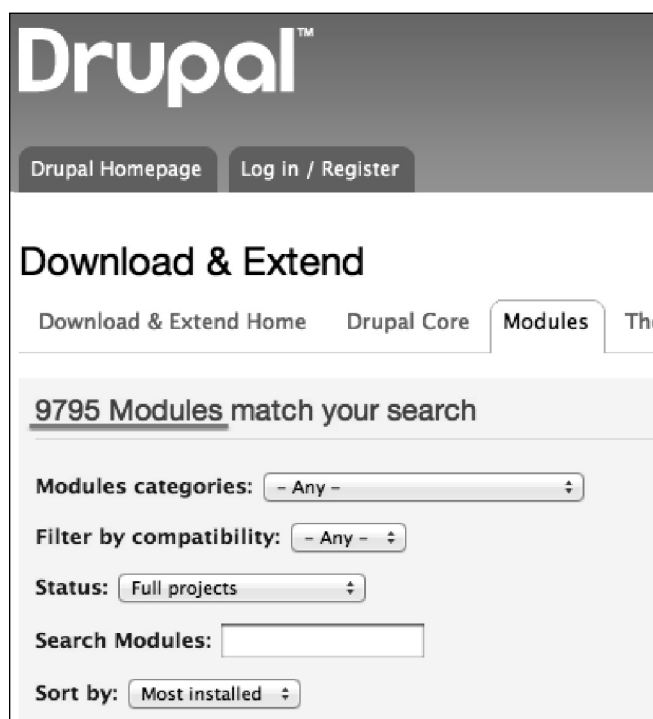 Drupal™
Drupal Homepage Log in / Register
Download & Extend
Download & Extend Home Drupal Core Modules
9795 Modules match your search
Modules categories: – Any –
Filter by compatibility: – Any –
Status: Full projects
Search Modules:
Sort by: Most installed